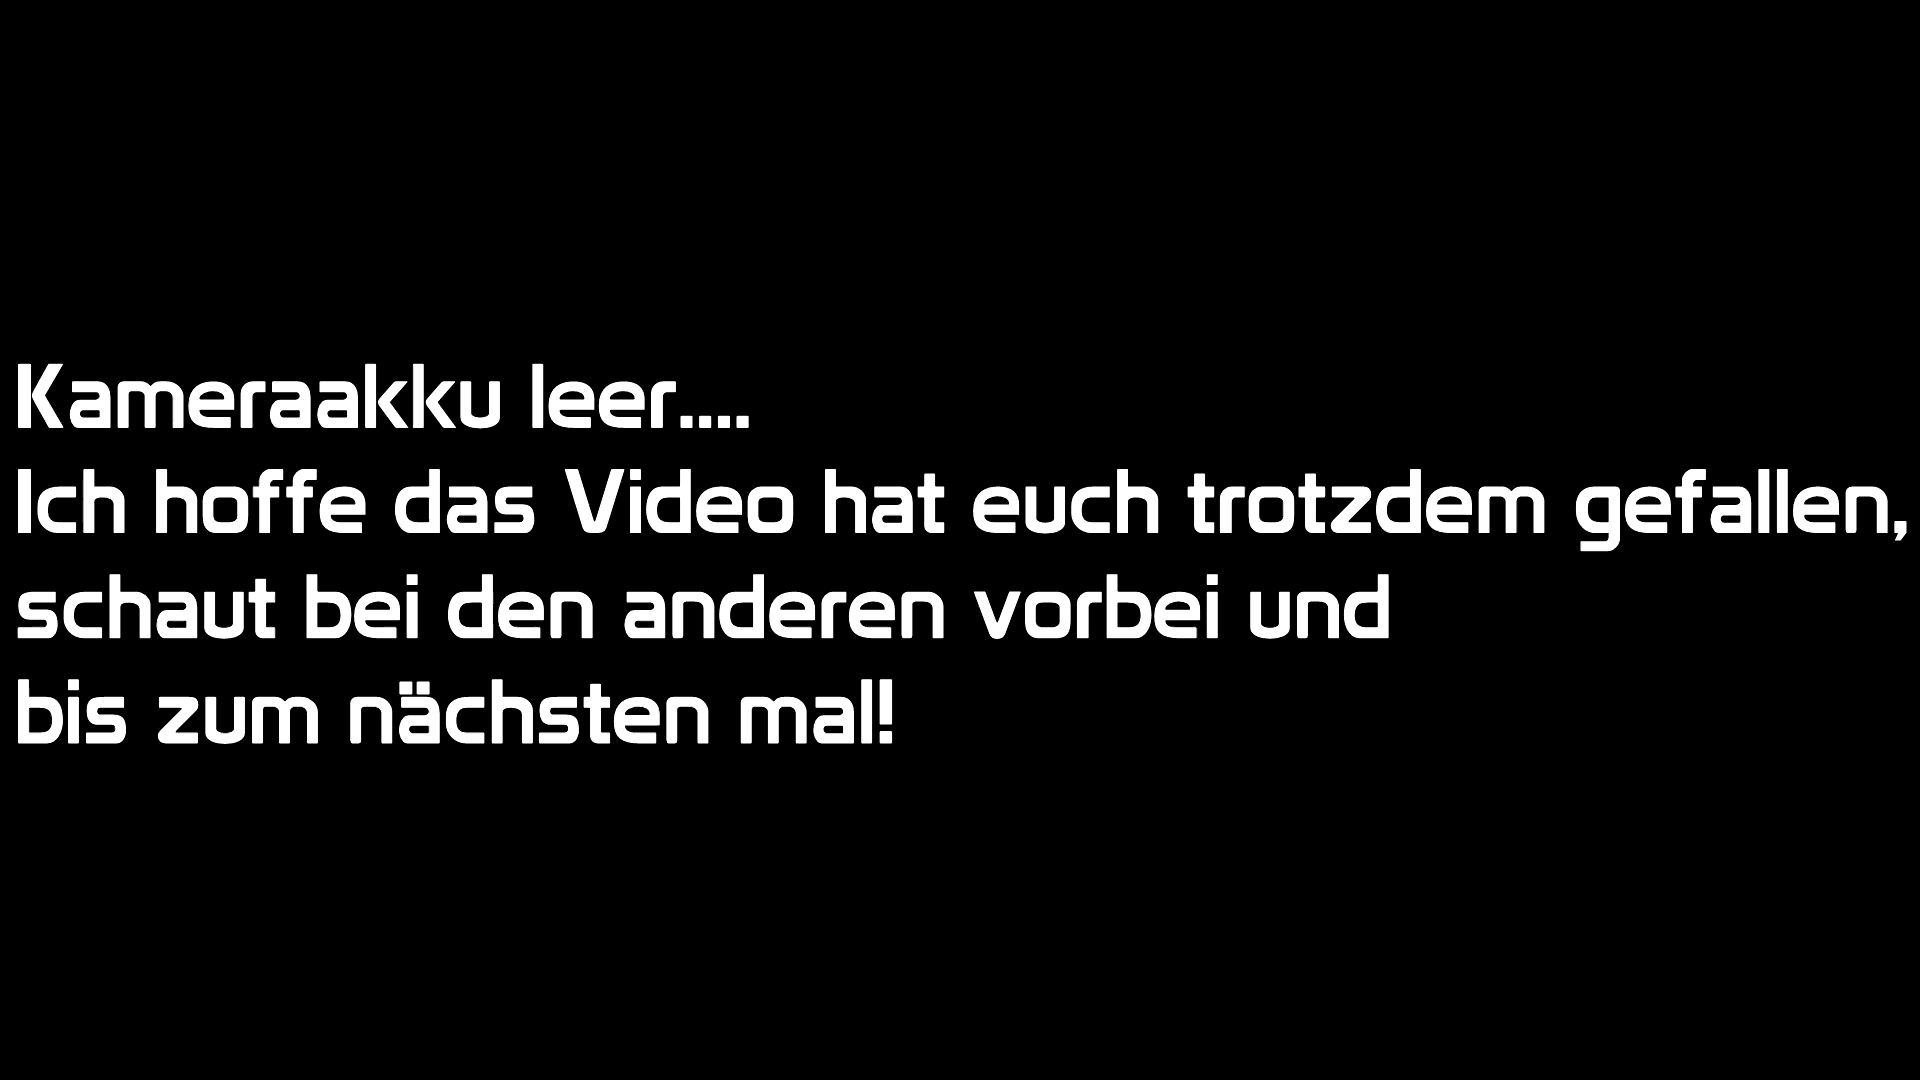 Kameraakku leer....
Ich hoffe das Video hat euch trotzdem gefallen,
schaut bei den anderen vorbei und
bis zum nächsten mal!